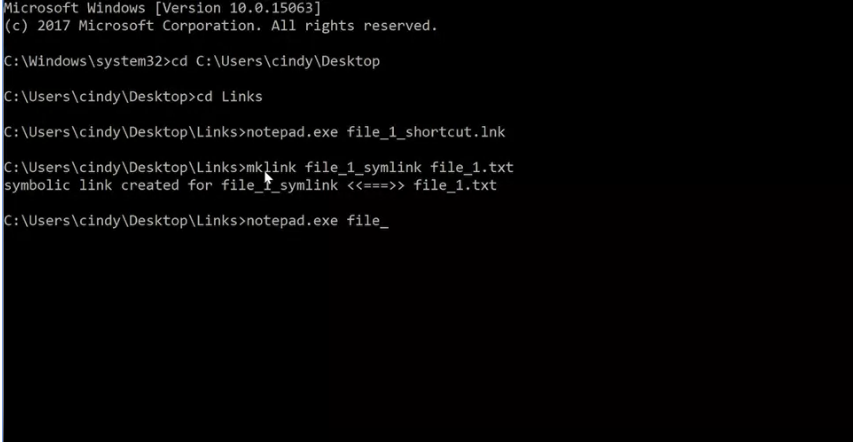 Microsoft Windows [Version 10.0.15063]
(c) 2017 Microsoft Corporation. All rights reserved.
C:\Windows\system32>cd C:\Users\cindy\Desktop
C:\Users\cindy\Desktop>cd Links
C:\Users\cindy\Desktop\Links>notepad.exe file_1_shortcut.lnk
C:\Users\cindy\Desktop\Links>mklink file_1_symlink file_1.txt
symbolic link created for file_1_symlink <<===>> file_1.txt
C:\Users\cindy\Desktop\Links>notepad.exe file_